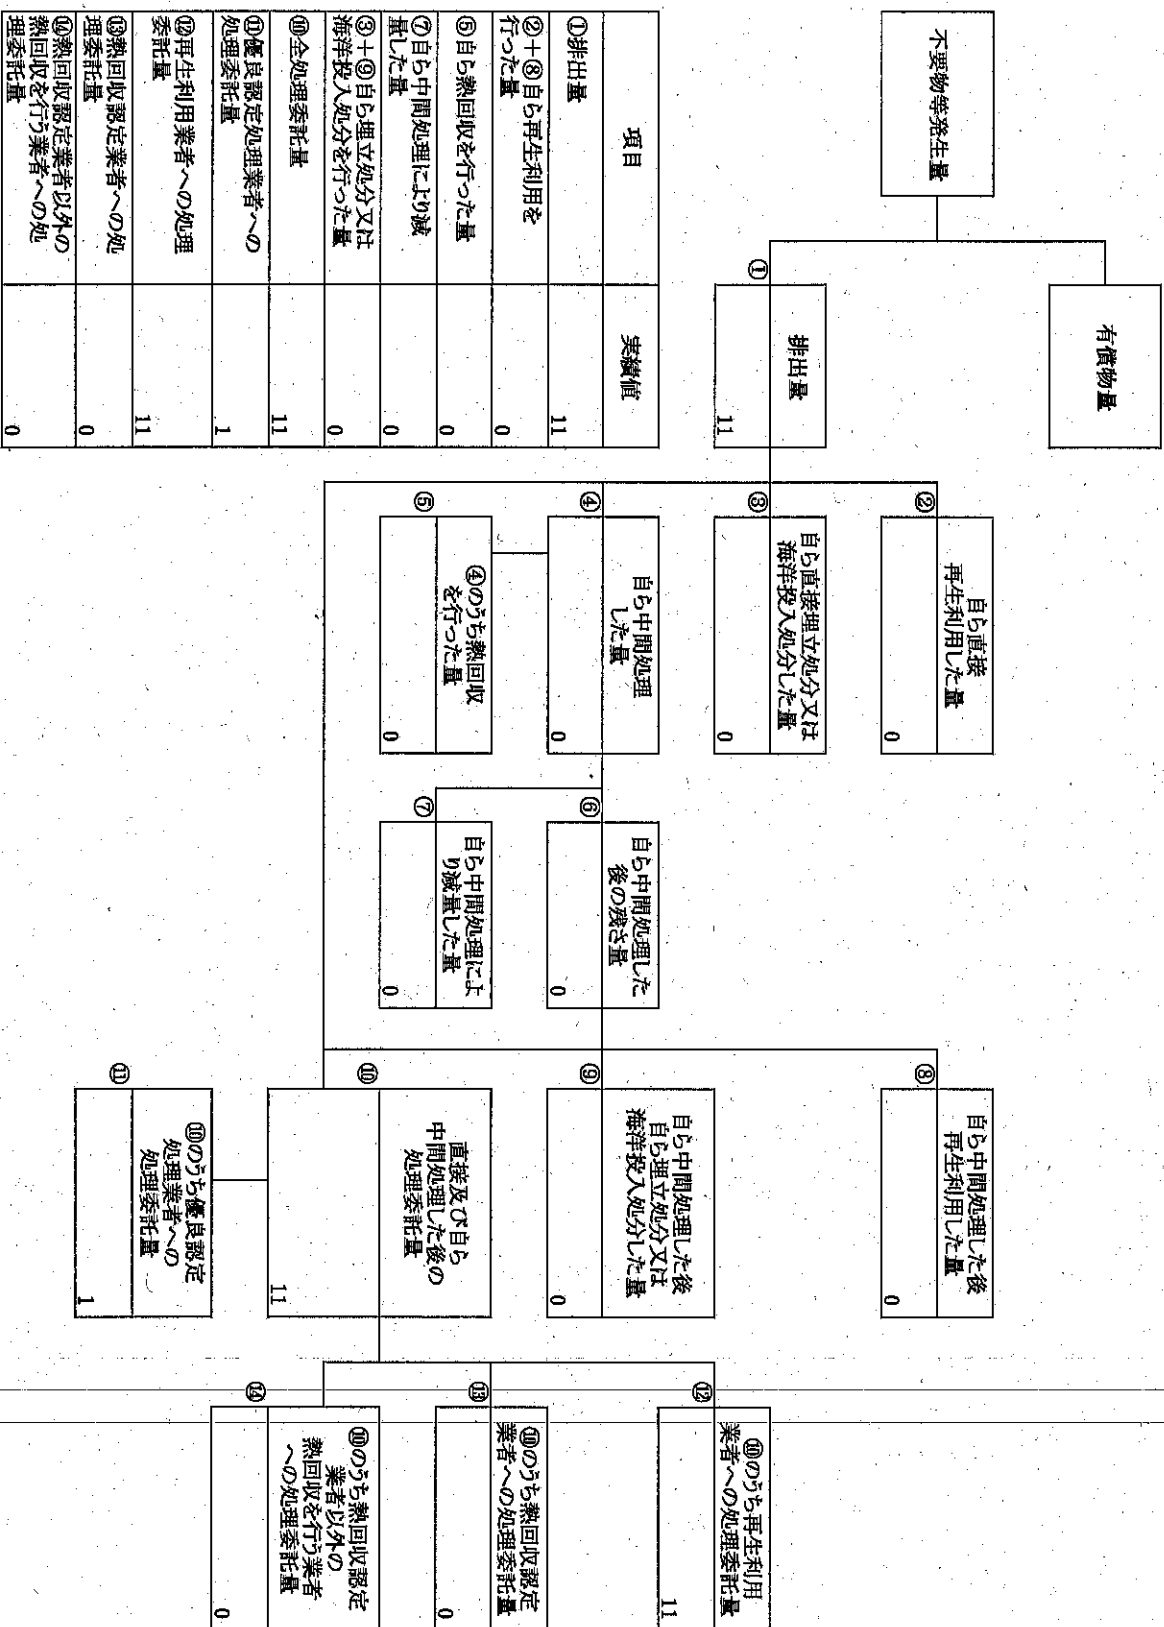 不要物等発生量
有償物量
①
排出量
11
②
自ら直接
再生利用した量
0
③
自ら直接埋立処分又は
海洋投入処分した量
0
④
自ら中間処理
した量
0
⑤
④のうち熱回収
を行った量
0
⑥
自ら中間処理した
後の残さ量
0
⑦
自ら中間処理によ
り減量した量
0
⑧
自ら中間処理した後
再生利用した量
0
⑨
自ら中間処理した後
自ら埋立処分又は
海洋投入処分した量
0
⑩
直接及び自ら
中間処理した後の
処理委託量
11
⑪
⑩のうち優良認定
処理業者への
処理委託量
1
⑫
⑩のうち再生利用
業者への処理委託量
11
⑬
⑩のうち熱回収認定
業者への処理委託量
0
⑭
⑩のうち熱回収認定
業者以外の
熱回収を行う業者
への処理委託量
0
項目 実績値
①排出量 11
②+⑧自ら再生利用を
行った量 0
⑤自ら熱回収を行った量 0
⑦自ら中間処理により減
量した量 0
③+⑨自ら埋立処分又は
海洋投入処分を行った量 0
⑩全処理委託量 11
⑪優良認定処理業者への
処理委託量 1
⑫再生利用業者への処理
委託量 11
⑬熱回収認定業者への処
理委託量 0
⑭熱回収認定業者以外の
熱回収を行う業者への処
理委託量 0